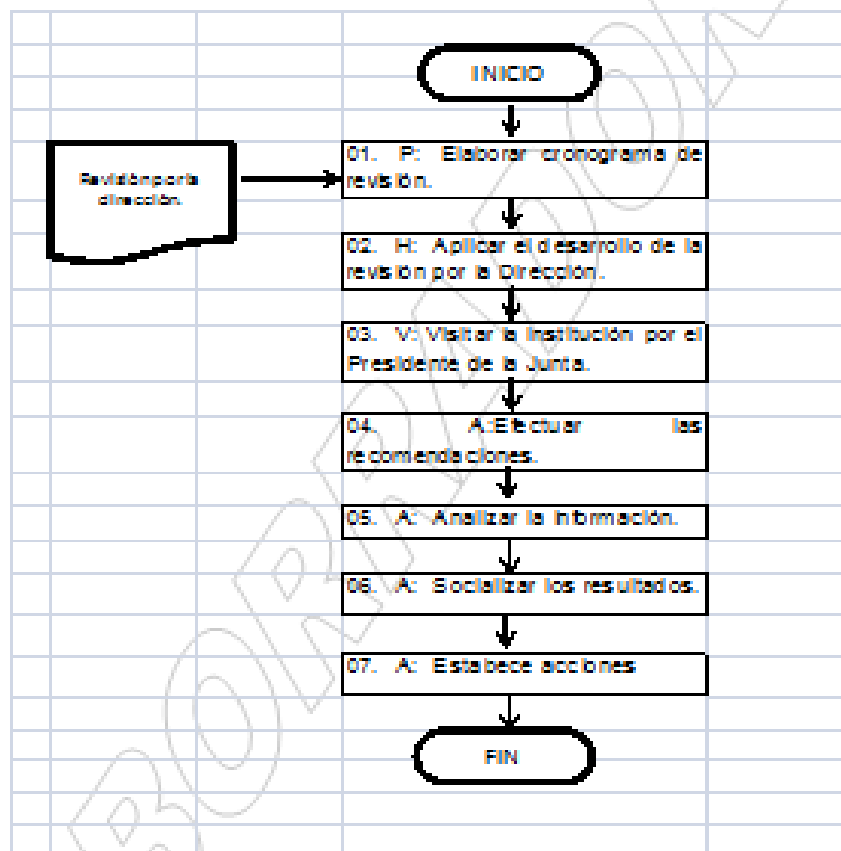 INICIO
Revisión por la
dirección.
01. P: Elaborar cronograma de
revisión.
02. H: Aplicar el desarrollo de la
revisión por la Dirección.
03. V: Visitar la institución por el
Presidente de la Junta.
04. A:Efectuar las
recomendaciones.
05. A: Analizar la información.
06. A: Socializar los resultados.
07. A: Estabece acciones
FIN
BORRADOR